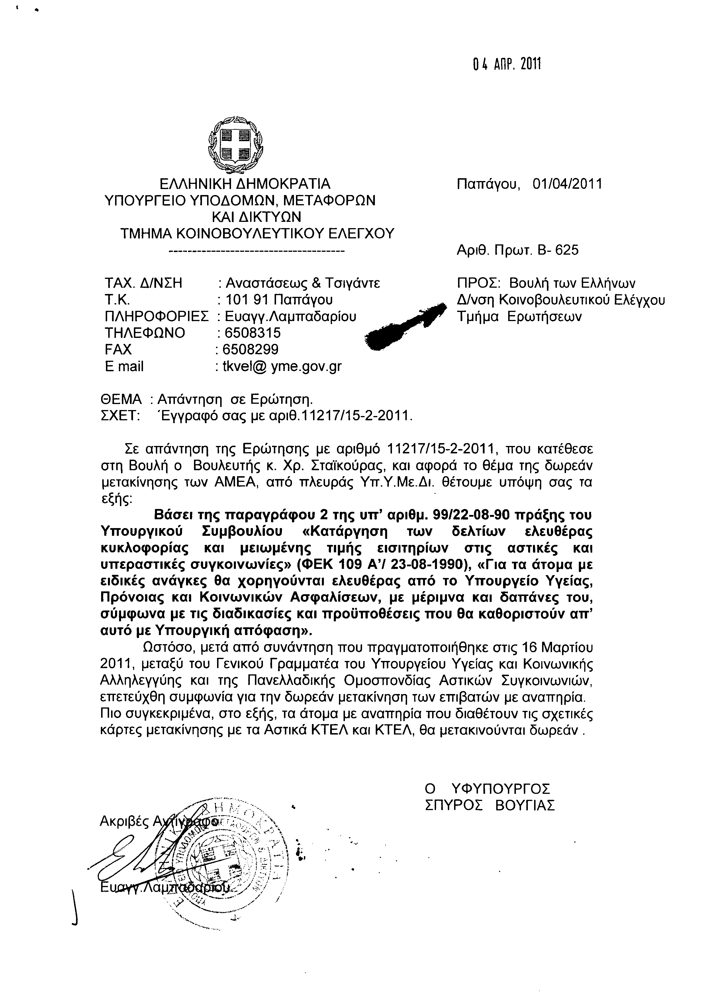 04 ΑΠΡ. 2011
ΕΛΛΗΝΙΚΗ ΔΗΜΟΚΡΑΤΙΑ
ΥΠΟΥΡΓΕΙΟ ΥΠΟΔΟΜΩΝ, ΜΕΤΑΦΟΡΩΝ
ΚΑΙ ΔΙΚΤΥΩΝ
ΤΜΗΜΑ ΚΟΙΝΟΒΟΥΛΕΥΤΙΚΟΥ ΕΛΕΓΧΟΥ
-------------------------------------
Παπάγου, 01/04/2011
Αριθ. Πρωτ. Β- 625
ΤΑΧ. Δ/ΝΣΗ : Αναστάσεως & Τσιγάντε
Τ.Κ. : 101 91 Παπάγου
ΠΛΗΡΟΦΟΡΙΕΣ : Ευαγγ.Λαμπαδαρίου
ΤΗΛΕΦΩΝΟ : 6508315
FAX : 6508299
E mail : tkvel@ yme.gov.gr
ΠΡΟΣ: Βουλή των Ελλήνων
Δ/νση Κοινοβουλευτικού Ελέγχου
Τμήμα Ερωτήσεων
ΘΕΜΑ : Απάντηση σε Ερώτηση.
ΣΧΕΤ: Έγγραφό σας με αριθ.11217/15-2-2011.
Σε απάντηση της Ερώτησης με αριθμό 11217/15-2-2011, που κατέθεσε
στη Βουλή ο Βουλευτής κ. Χρ. Σταϊκούρας, και αφορά το θέμα της δωρεάν
μετακίνησης των ΑΜΕΑ, από πλευράς Υπ.Υ.Με.Δι. θέτουμε υπόψη σας τα
εξής:
Βάσει της παραγράφου 2 της υπ’ αριθμ. 99/22-08-90 πράξης του
Υπουργικού Συμβουλίου «Κατάργηση των δελτίων ελευθέρας
κυκλοφορίας και μειωμένης τιμής εισιτηρίων στις αστικές και
υπεραστικές συγκοινωνίες» (ΦΕΚ 109 Α’/ 23-08-1990), «Για τα άτομα με
ειδικές ανάγκες θα χορηγούνται ελευθέρας από το Υπουργείο Υγείας,
Πρόνοιας και Κοινωνικών Ασφαλίσεων, με μέριμνα και δαπάνες του,
σύμφωνα με τις διαδικασίες και προϋποθέσεις που θα καθοριστούν απ’
αυτό με Υπουργική απόφαση».
Ωστόσο, μετά από συνάντηση που πραγματοποιήθηκε στις 16 Μαρτίου
2011, μεταξύ του Γενικού Γραμματέα του Υπουργείου Υγείας και Κοινωνικής
Αλληλεγγύης και της Πανελλαδικής Ομοσπονδίας Αστικών Συγκοινωνιών,
επετεύχθη συμφωνία για την δωρεάν μετακίνηση των επιβατών με αναπηρία.
Πιο συγκεκριμένα, στο εξής, τα άτομα με αναπηρία που διαθέτουν τις σχετικές
κάρτες μετακίνησης με τα Αστικά ΚΤΕΛ και ΚΤΕΛ, θα μετακινούνται δωρεάν .
Ο ΥΦΥΠΟΥΡΓΟΣ
ΣΠΥΡΟΣ ΒΟΥΓΙΑΣ
Ακριβές Αντίγραφο
ΕΛΛΗΝΙΚΗ ΔΗΜΟΚΡΑΤΙΑ
ΥΠΟΥΡΓΕΙΟ ΥΠΟΔΟΜΩΝ ΜΕΤΑΦΟΡΩΝ & ΔΙΚΤΥΩΝ
Ευαγγ.Λαμπαδαρίου